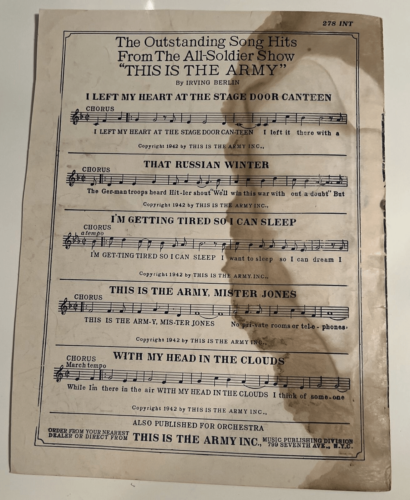 278 INT
The Outstanding Song Hits
From The All-Soldier Show
"THIS IS THE ARMY"
By IRVING BERLIN
I LEFT MY HEART AT THE STAGE DOOR CANTEEN
CHORUS
I LEFT MY HEART AT THE STAGE DOOR CAN-TEEN I left it there with a
Copyright 1942 by THIS IS THE ARMY INC.,
THAT RUSSIAN WINTER
CHORUS
The Ger-man troops heard Hit-ler shout "We'll win this war with out a doubt" But
Copyright 1942 by THIS IS THE ARMY INC.,
I'M GETTING TIRED SO I CAN SLEEP
CHORUS
a tempo
I'M GET-TING TIRED SO I CAN SLEEP I want to sleep so I can dream I
Copyright 1942 by THIS IS THE ARMY INC.,
THIS IS THE ARMY, MISTER JONES
CHORUS
THIS IS THE ARM-Y, MIS-TER JONES No pri-vate rooms or tel-e-phones.
Copyright 1942 by THIS IS THE ARMY INC.,
WITH MY HEAD IN THE CLOUDS
CHORUS
March tempo
While I'm there in the air WITH MY HEAD IN THE CLOUDS I think of some-one
Copyright 1942 by THIS IS THE ARMY INC.,
ALSO PUBLISHED FOR ORCHESTRA
ORDER FROM YOUR NEAREST DEALER OR DIRECT FROM THIS IS THE ARMY INC., MUSIC PUBLISHING DIVISION 799 SEVENTH AVE., N.Y.C.